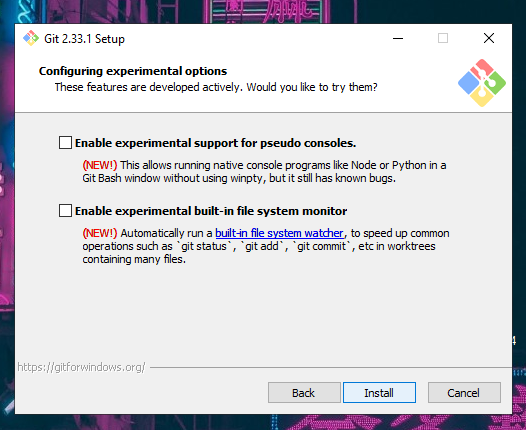 Git 2.33.1 Setup
Configuring experimental options
These features are developed actively. Would you like to try them?
Enable experimental support for pseudo consoles.
(NEW!) This allows running native console programs like Node or Python in a
Git Bash window without using winpty, but it still has known bugs.
Enable experimental built-in file system monitor
(NEW!) Automatically run a built-in file system watcher, to speed up common
operations such as `git status`, `git add`, `git commit`, etc in worktrees
containing many files.
4
https://gitforwindows.org/
Back
Install
Cancel